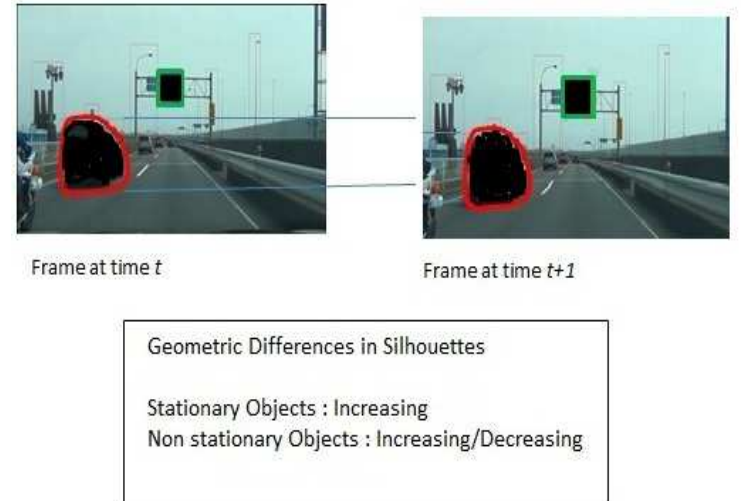 Frame at time t
Frame at time t+1
Geometric Differences in Silhouettes
Stationary Objects : Increasing
Non stationary Objects : Increasing/Decreasing